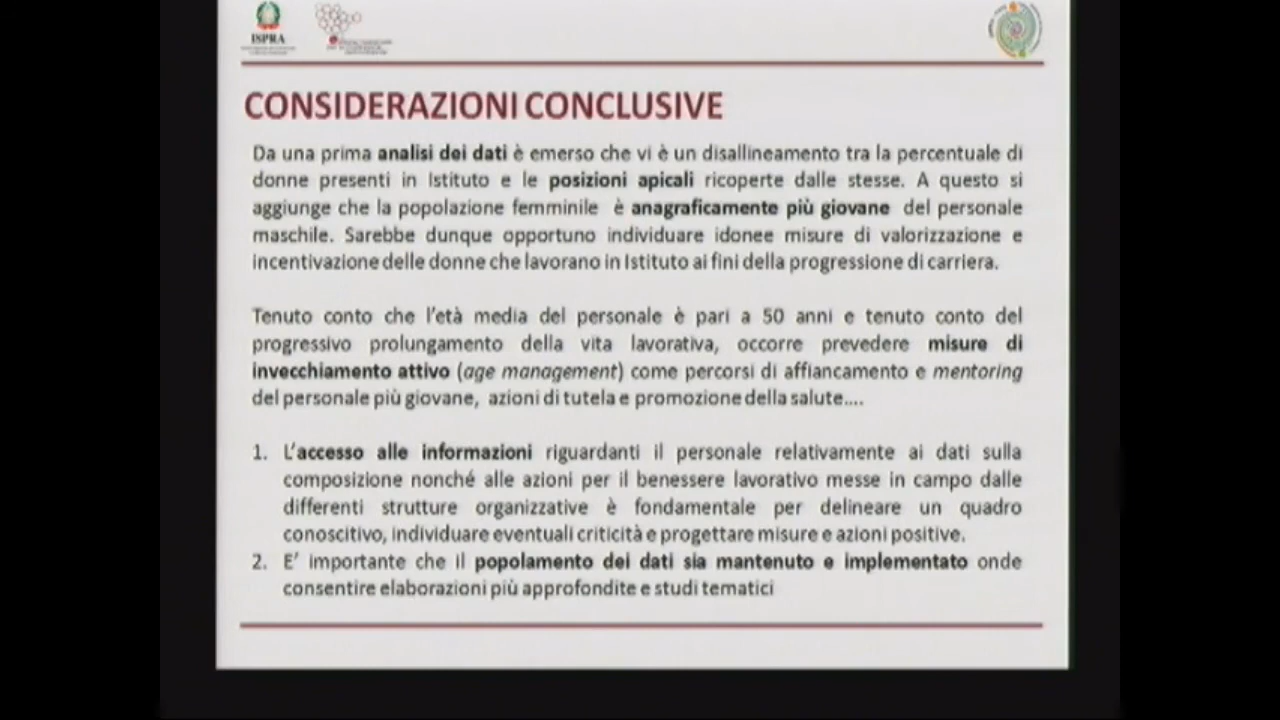 ISPRA
CONSIDERAZIONI CONCLUSIVE
Da una prima analisi dei dati è emerso che vi è un disallineamento tra la percentuale di
donne presenti in Istituto e le posizioni apicali ricoperte dalle stesse. A questo si
aggiunge che la popolazione femminile è anagraficamente più giovane del personale
maschile. Sarebbe dunque opportuno individuare idonee misure di valorizzazione e
incentivazione delle donne che lavorano in Istituto ai fini della progressione di carriera.
Tenuto conto che l'età media del personale è pari a 50 anni e tenuto conto del
progressivo prolungamento della vita lavorativa, occorre prevedere misure di
invecchiamento attivo (age management) come percorsi di affiancamento e mentoring
del personale più giovane, azioni di tutela e promozione della salute....
1. L'accesso alle informazioni riguardanti il personale relativamente ai dati sulla
composizione nonché alle azioni per il benessere lavorativo messe in campo dalle
differenti strutture organizzative è fondamentale per delineare un quadro
conoscitivo, individuare eventuali criticità e progettare misure e azioni positive.
2. E' importante che il popolamento dei dati sia mantenuto e implementato onde
consentire elaborazioni più approfondite e studi tematici